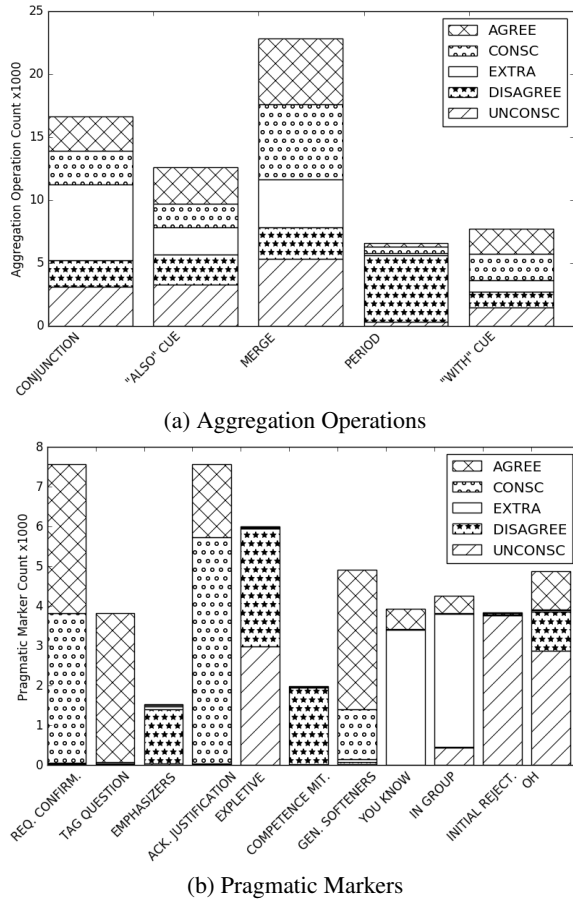 25
20
15
10
5
0
Aggregation Operation Count x1000
AGREE
CONSC
EXTRA
DISAGREE
UNCONSC
CONJUNCTION
"ALSO" CUE
MERGE
PERIOD
"WITH" CUE
(a) Aggregation Operations
8
7
6
5
4
3
2
1
0
Pragmatic Marker Count x1000
AGREE
CONSC
EXTRA
DISAGREE
UNCONSC
REQ. CONFIRM.
TAG QUESTION
EMPHASIZERS
ACK. JUSTIFICATION
EXPLETIVE
COMPETENCE MIT.
GEN. SOFTENERS
YOU KNOW
IN GROUP
INITIAL REJECT.
OH
(b) Pragmatic Markers